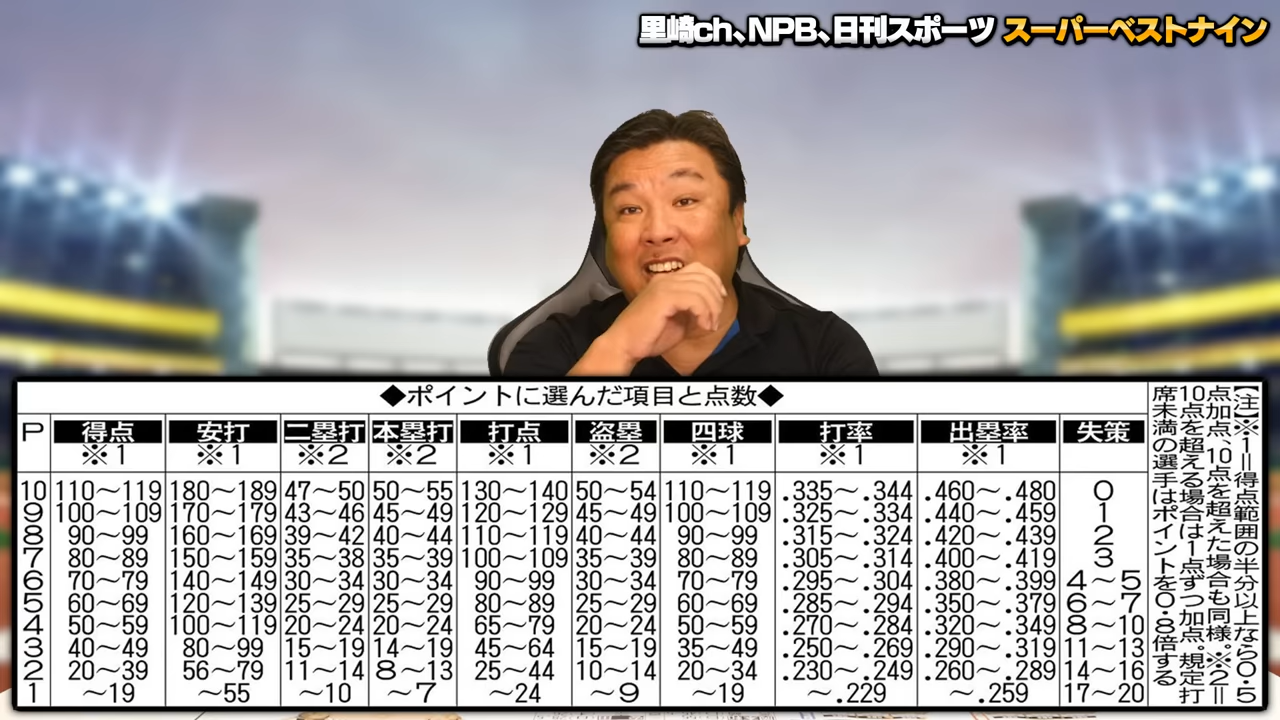 里崎ch、NPB、日刊スポーツ スーパーベストナイン
◆ポイントに選んだ項目と点数◆
P 得点 安打 二塁打 本塁打 打点 盗塁 四球 打率 出塁率 失策
※1 ※1 ※2 ※2 ※1 ※2 ※1 ※1 ※1
10 110〜119 180〜189 47〜50 50〜55 130〜140 50〜54 110〜119 .335〜.344 .460〜.480 0
9 100〜109 170〜179 43〜46 45〜49 120〜129 45〜49 100〜109 .325〜.334 .440〜.459 1
8 90〜99 160〜169 39〜42 40〜44 110〜119 40〜44 90〜99 .315〜.324 .420〜.439 2
7 80〜89 150〜159 35〜38 35〜39 100〜109 35〜39 80〜89 .305〜.314 .400〜.419 3
6 70〜79 140〜149 30〜34 30〜34 90〜99 30〜34 70〜79 .295〜.304 .380〜.399 4〜5
5 60〜69 120〜139 25〜29 25〜29 80〜89 25〜29 60〜69 .285〜.294 .350〜.379 6〜7
4 50〜59 100〜119 20〜24 20〜24 65〜79 20〜24 50〜59 .270〜.284 .320〜.349 8〜10
3 40〜49 80〜99 15〜19 14〜19 45〜64 15〜19 35〜49 .250〜.269 .290〜.319 11〜13
2 20〜39 56〜79 11〜14 8〜13 25〜44 10〜14 20〜34 .230〜.249 .260〜.289 14〜16
1 〜19 〜55 〜10 〜7 〜24 〜9 〜19 〜.229 〜.259 17〜20
【注】※1=得点範囲の半分以上なら0・5
点加点、10点を超えた場合も同様。※2=
10点を超える場合は1点ずつ加点。規定打
席未満の選手はポイントを0・8倍する